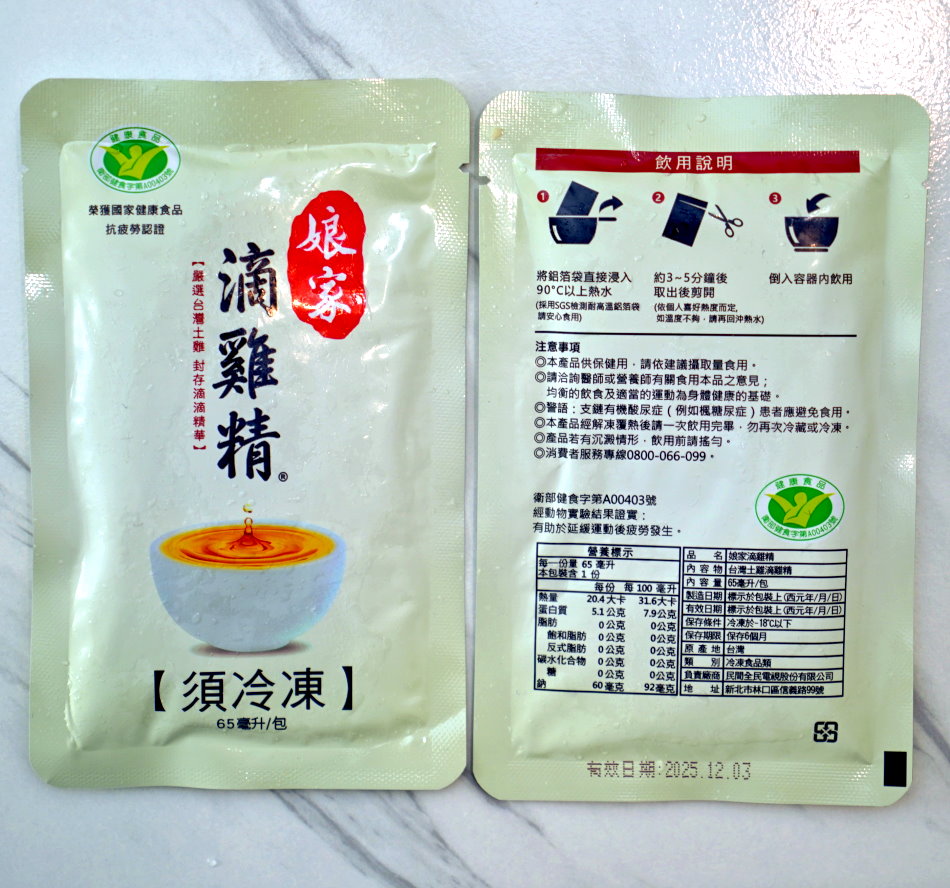 健康食品
衛部健食字第A00403號
榮獲國家健康食品
抗疲勞認證
娘家
滴雞精®
【嚴選台灣土雞 封存滴滴精華】
【須冷凍】
65毫升/包
飲用說明
1
將鋁箔袋直接浸入
90°C以上熱水
(採用SGS檢測耐高溫鋁箔袋
請安心食用)
2
約3~5分鐘後
取出後剪開
(依個人喜好熱度而定,
如溫度不夠，請再回沖熱水)
3
倒入容器內飲用
注意事項
◎本產品供保健用，請依建議攝取量食用。
◎請洽詢醫師或營養師有關食用本品之意見；
均衡的飲食及適當的運動為身體健康的基礎。
◎警語：支鏈有機酸尿症（例如楓糖尿症）患者應避免食用。
◎本產品經解凍覆熱後請一次飲用完畢，勿再次冷藏或冷凍。
◎產品若有沉澱情形，飲用前請搖勻。
◎消費者服務專線0800-066-099。
衛部健食字第A00403號
經動物實驗結果證實：
有助於延緩運動後疲勞發生。
健康食品
衛部健食字第A00403號
營養標示
每一份量 65 毫升
本包裝含 1 份
每份 每 100 毫升
熱量 20.4大卡 31.6大卡
蛋白質 5.1公克 7.9公克
脂肪 0公克 0公克
飽和脂肪 0公克 0公克
反式脂肪 0公克 0公克
碳水化合物 0公克 0公克
糖 0公克 0公克
鈉 60毫克 92毫克
品名 娘家滴雞精
內容物 台灣土雞滴雞精
內容量 65毫升/包
製造日期 標示於包裝上(西元年/月/日)
有效日期 標示於包裝上(西元年/月/日)
保存條件 冷凍於-18℃以下
保存期限 保存6個月
原產地 台灣
類別 冷凍食品類
負責廠商 民間全民電視股份有限公司
地址 新北市林口區信義路99號
有效日期:2025.12.03